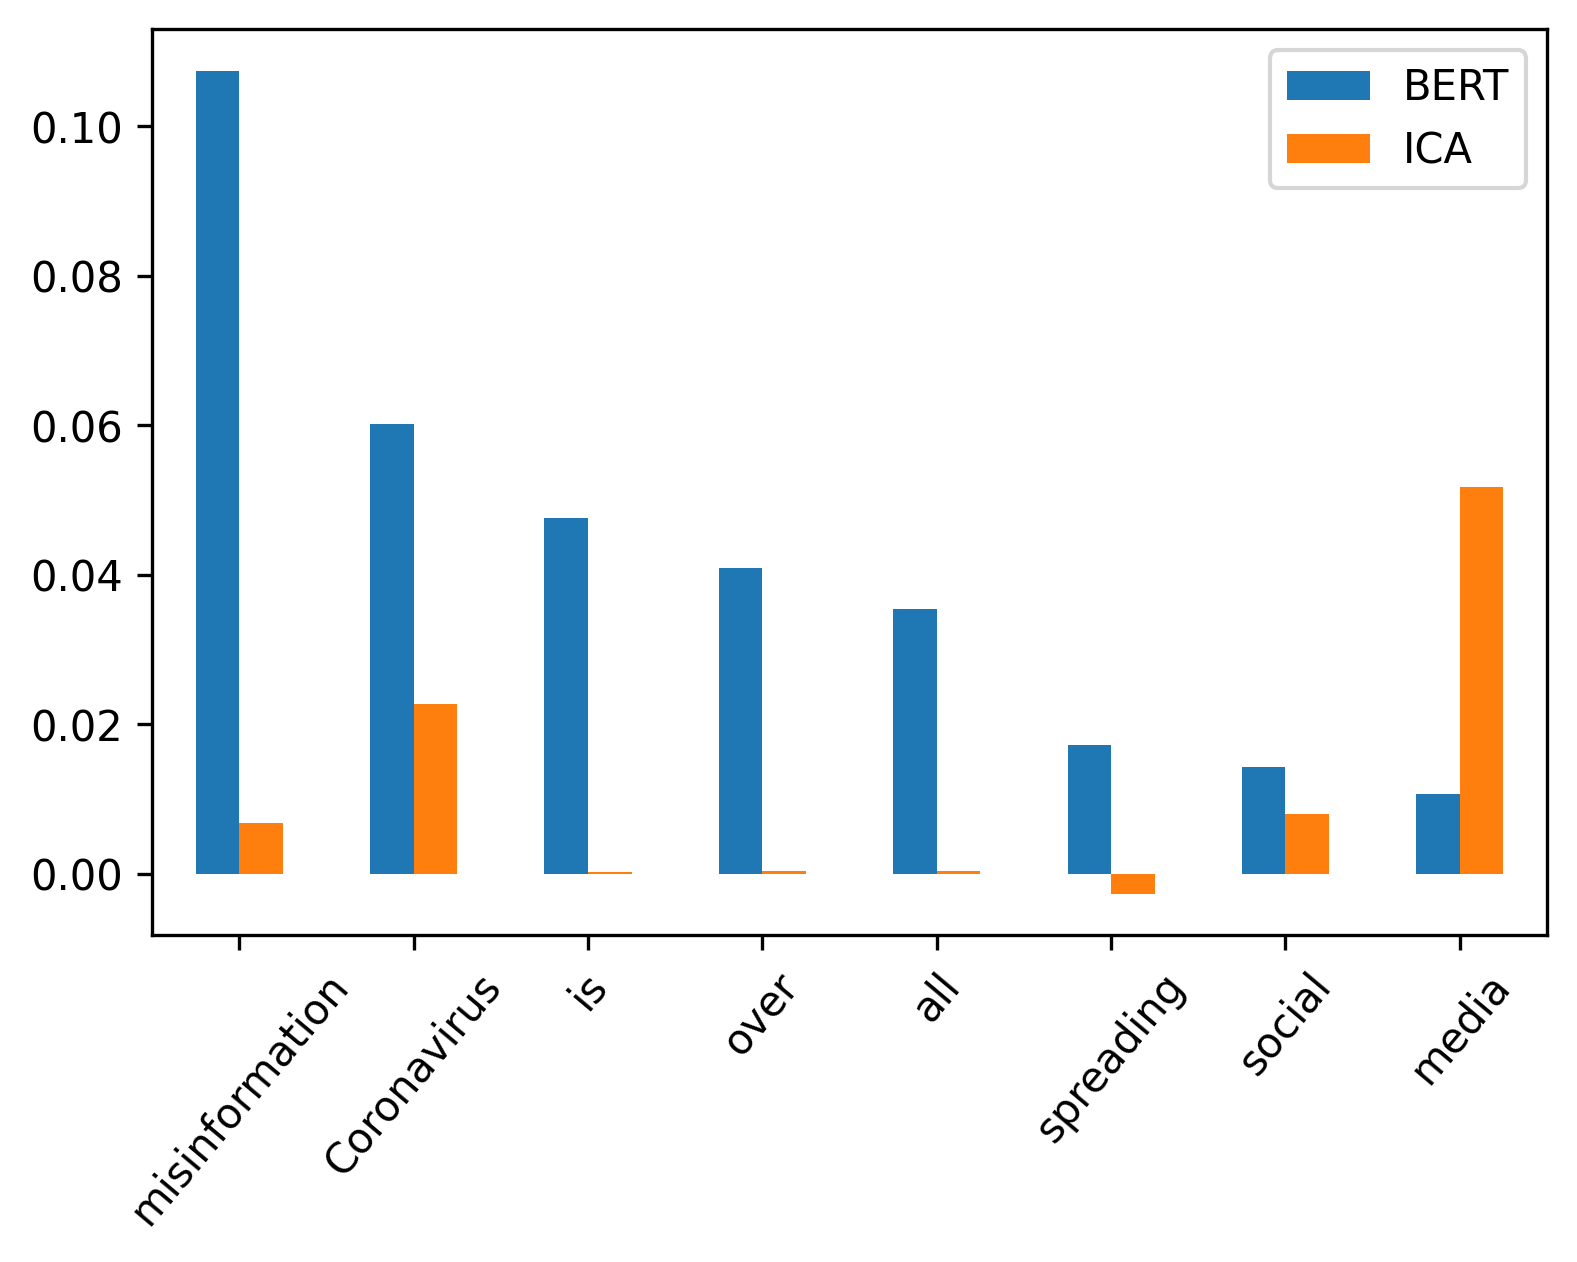 BERT
ICA
0.10
0.08
0.06
0.04
0.02
0.00
misinformation
Coronavirus
is
over
all
spreading
social
media